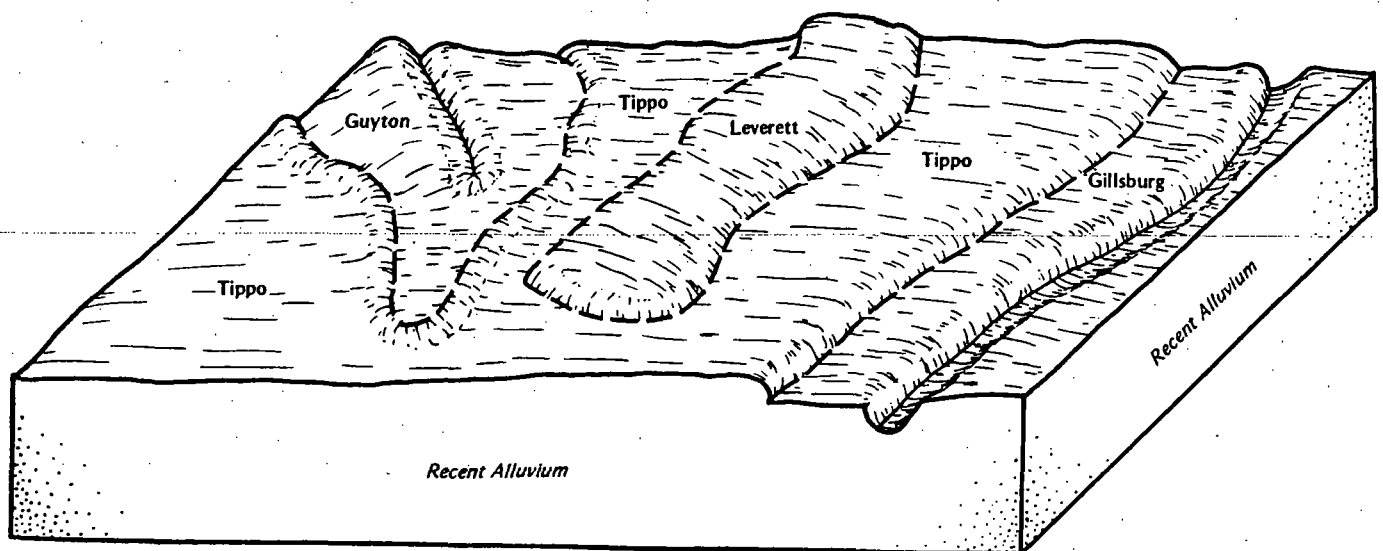 Tippo
Guyton
Leverett
Tippo
Gillsburg
Tippo
Recent Alluvium
Recent Alluvium